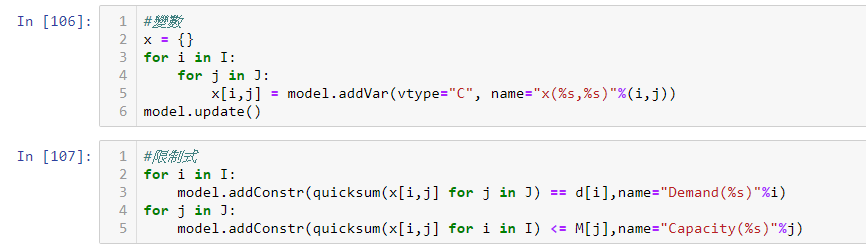 In [106]:
1 #變數
2 x = {}
3 for i in I:
4     for j in J:
5         x[i,j] = model.addVar(vtype="C", name="x(%s,%s)"%(i,j))
6 model.update()
In [107]:
1 #限制式
2 for i in I:
3     model.addConstr(quicksum(x[i,j] for j in J) == d[i],name="Demand(%s)"%i)
4 for j in J:
5     model.addConstr(quicksum(x[i,j] for i in I) <= M[j],name="Capacity(%s)"%j)